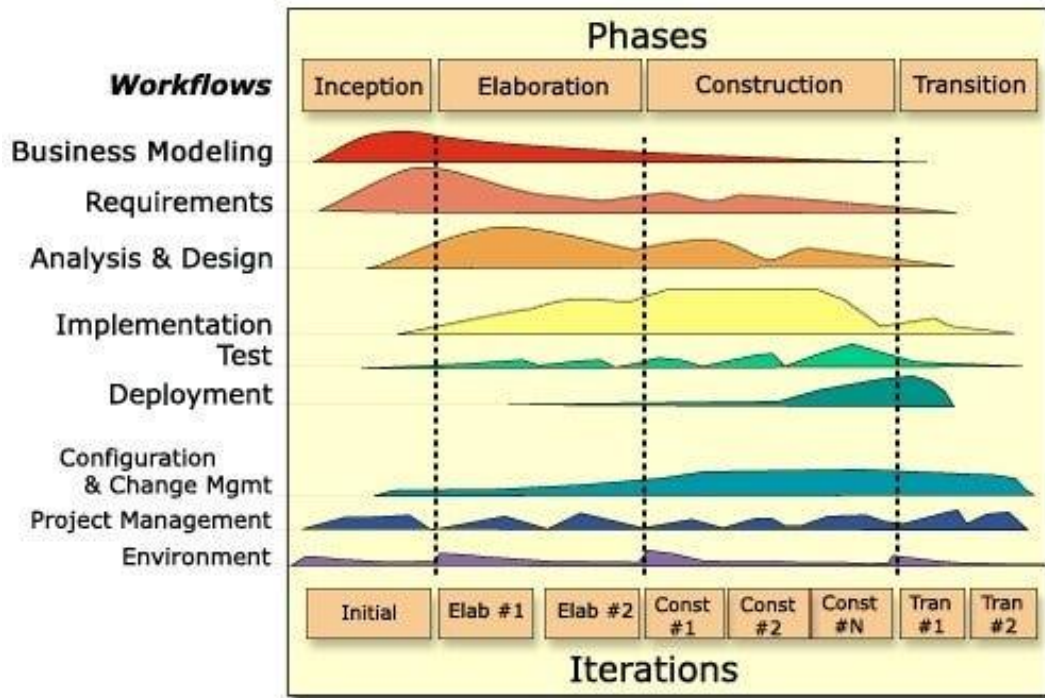 Phases
Workflows
Inception
Elaboration
Construction
Transition
Business Modeling
Requirements
Analysis & Design
Implementation
Test
Deployment
Configuration
& Change Mgmt
Project Management
Environment
Initial
Elab #1
Elab #2
Const
#1
Const
#2
Const
#N
Tran
#1
Tran
#2
Iterations